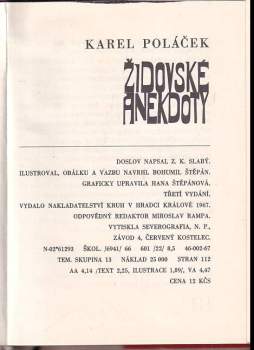 KAREL POLÁČEK
ŽIDOVSKÉ
ANEKDOTY
DOSLOV NAPSAL Z. K. SLABÝ.
ILUSTROVAL, OBÁLKU A VAZBU NAVRHL BOHUMIL ŠTĚPÁN.
GRAFICKY UPRAVILA HANA ŠTĚPÁNOVÁ.
TŘETÍ VYDÁNÍ.
VYDALO NAKLADATELSTVÍ KRUH V HRADCI KRÁLOVÉ 1967.
ODPOVĚDNÝ REDAKTOR MIROSLAV RAMPA.
VYTISKLA SEVEROGRAFIA, N. P.,
ZÁVOD 4, ČERVENÝ KOSTELEC.
N-02*61293 ŠKOL. /6941/ 66 601 /22/ 8,5 46-002-67
TEM. SKUPINA 13 NÁKLAD 25 000 STRAN 112
AA 4,14 /TEXT 2,25, ILUSTRACE 1,89/, VA 4,47
CENA 12 KČS